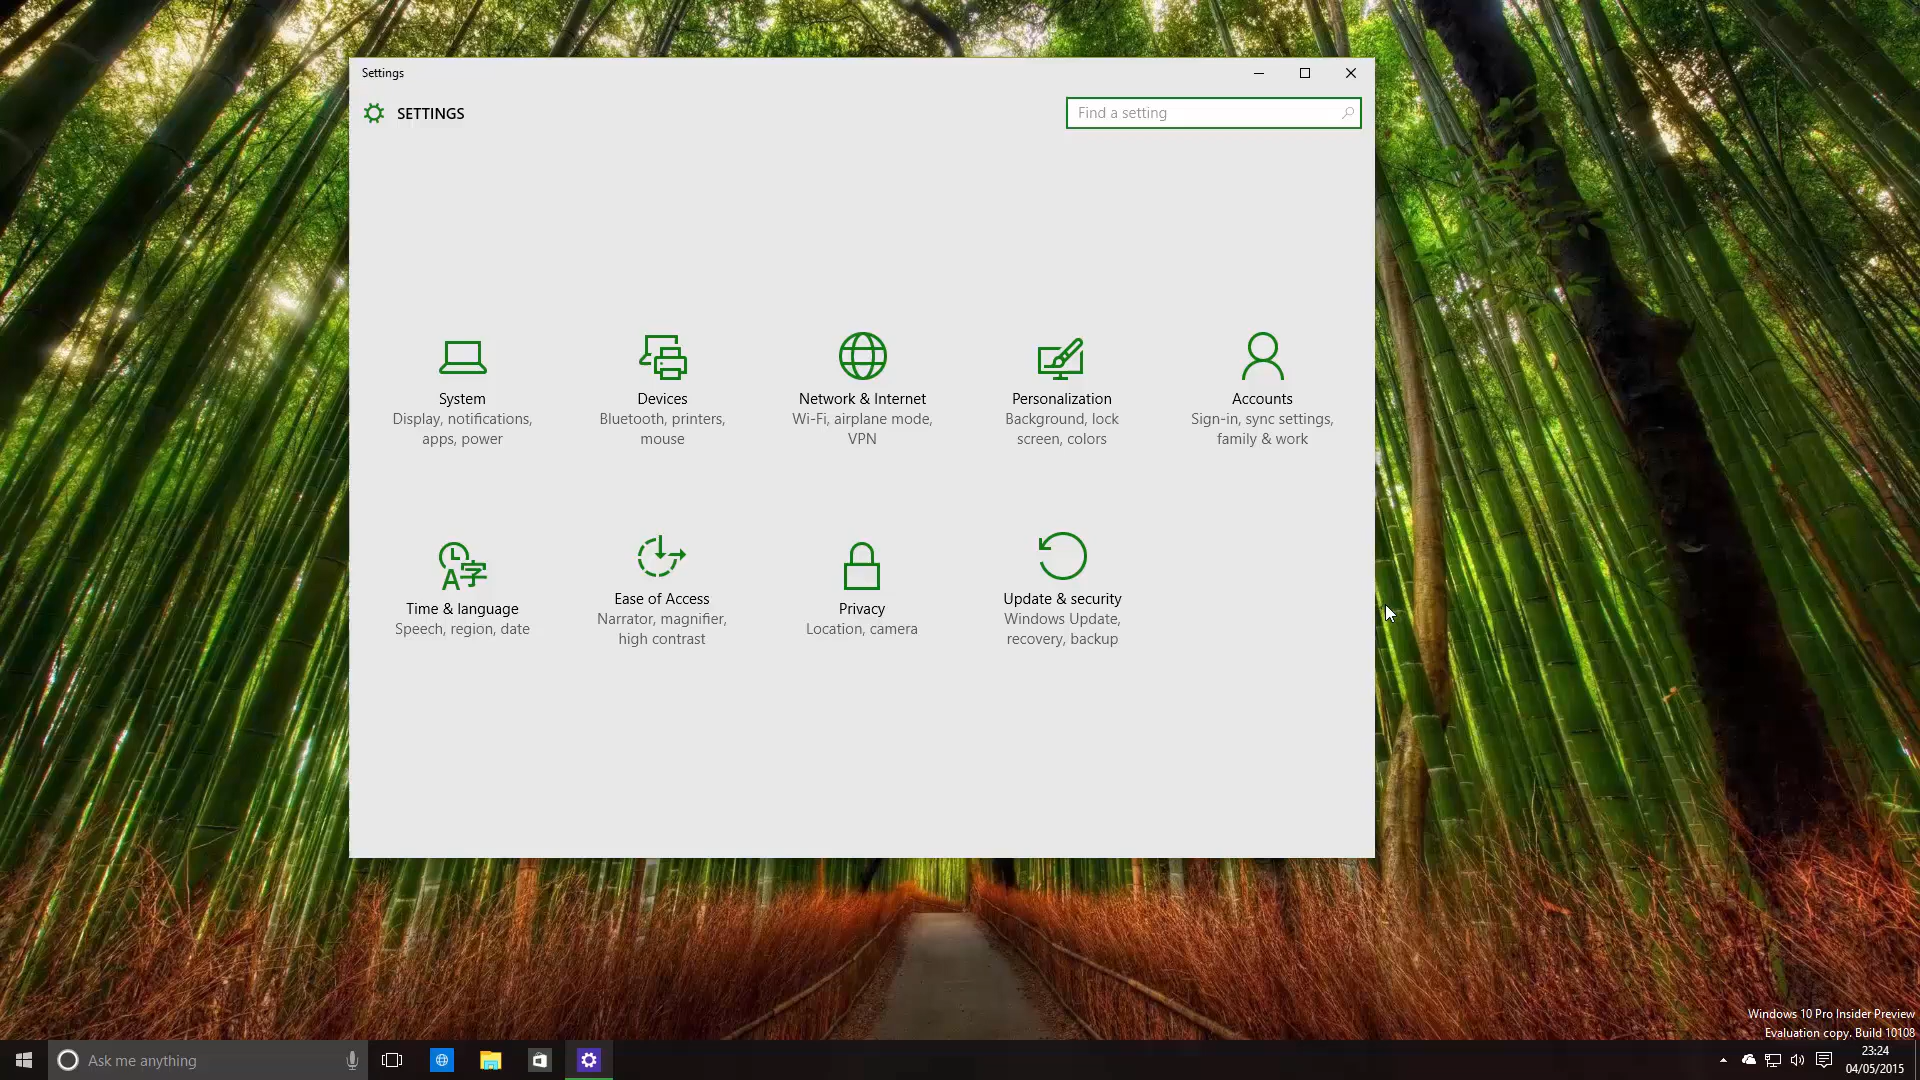 Settings
SETTINGS
Find a setting
System
Display, notifications,
apps, power
Devices
Bluetooth, printers,
mouse
Network & Internet
Wi-Fi, airplane mode,
VPN
Personalization
Background, lock
screen, colors
Accounts
Sign-in, sync settings,
family & work
A字
Time & language
Speech, region, date
Ease of Access
Narrator, magnifier,
high contrast
Privacy
Location, camera
Update & security
Windows Update,
recovery, backup
Windows 10 Pro Insider Preview
Evaluation copy. Build 10108
Ask me anything
23:24
04/05/2015